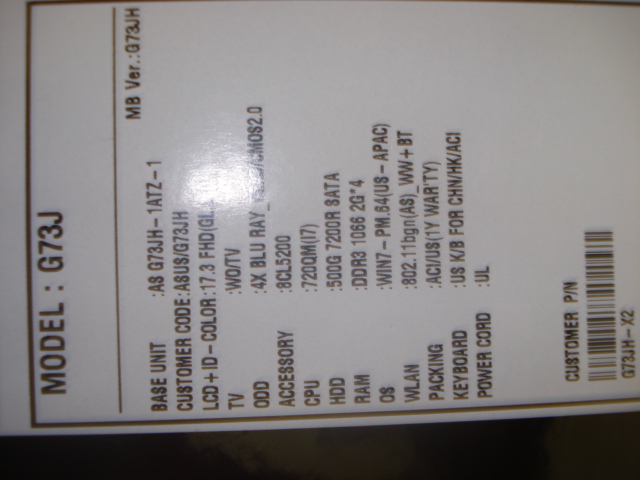 MODEL : G73J
MB Ver.:G73JH
BASE UNIT :AS G73JH-1ATZ-1
CUSTOMER CODE:ASUS/G73JH
LCD+ID-COLOR:17.3 FHD(GL
TV :WO/TV
ODD :4X BLU RAY /CMOS2.0
ACCESSORY :8CL5200
CPU :720QM(I7)
HDD :500G 7200R SATA
RAM :DDR3 1066 2G*4
OS :WIN7-PM.64(US-APAC)
WLAN :802.11bgn(AS)_WW+BT
PACKING :ACI/US(1Y WAR'TY)
KEYBOARD :US K/B FOR CHN/HK/ACI
POWER CORD :UL
CUSTOMER P/N
G73JH-X2